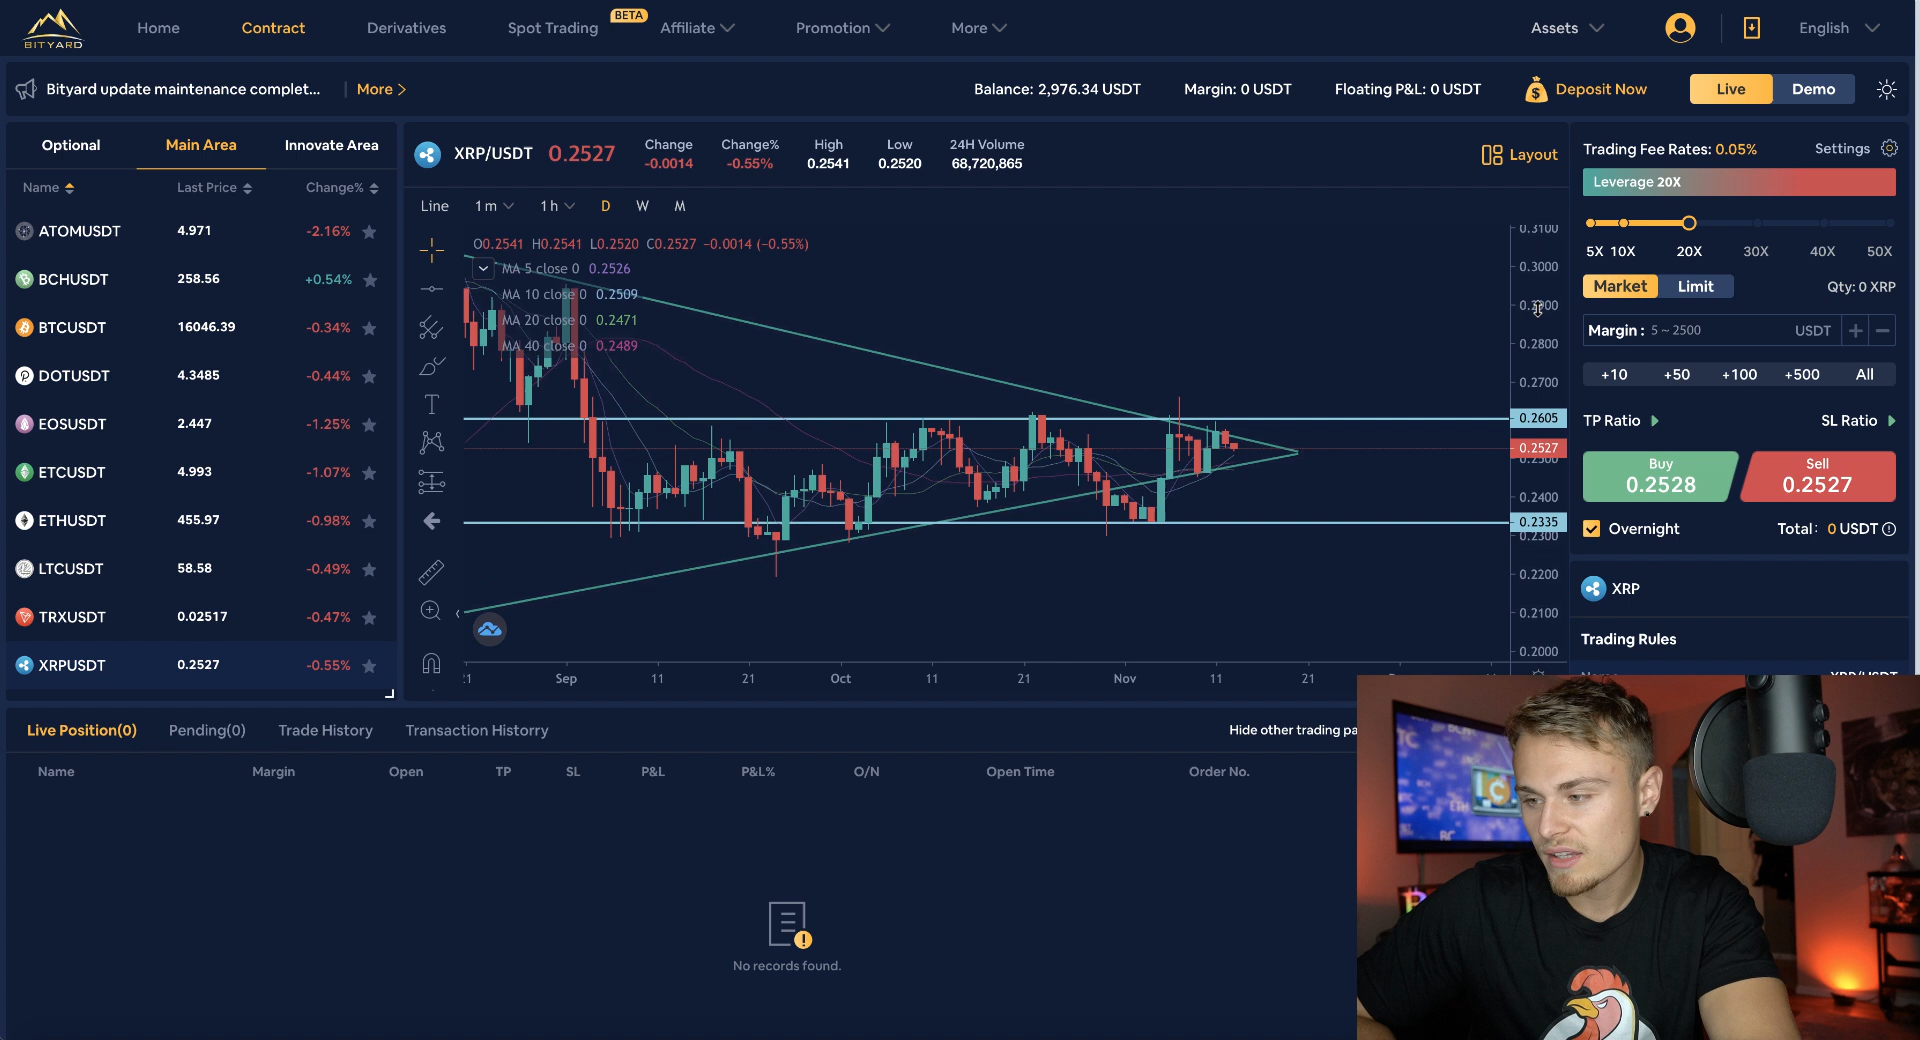 BITYARD
Home
Contract
Derivatives
Spot Trading
BETA
Affiliate
Promotion
More
Assets
English
Bityard update maintenance complet...
More >
Balance: 2,976.34 USDT
Margin: 0 USDT
Floating P&L: 0 USDT
Deposit Now
Live
Demo
Optional
Main Area
Innovate Area
Name
Last Price
Change%
ATOMUSDT 4.971 -2.16%
BCHUSDT 258.56 +0.54%
BTCUSDT 16046.39 -0.34%
DOTUSDT 4.3485 -0.44%
EOSUSDT 2.447 -1.25%
ETCUSDT 4.993 -1.07%
ETHUSDT 455.97 -0.98%
LTCUSDT 58.58 -0.49%
TRXUSDT 0.02517 -0.47%
XRPUSDT 0.2527 -0.55%
XRP/USDT 0.2527
Change
-0.0014
Change%
-0.55%
High
0.2541
Low
0.2520
24H Volume
68,720,865
Layout
Line 1m 1h D W M
O0.2541 H0.2541 L0.2520 C0.2527 -0.0014 (-0.55%)
MA 5 close 0 0.2526
MA 10 close 0 0.2509
MA 20 close 0 0.2471
MA 40 close 0 0.2489
0.3100
0.3000
0.2900
0.2800
0.2700
0.2605
0.2527
0.2500
0.2400
0.2335
0.2300
0.2200
0.2100
0.2000
21 Sep 11 21 Oct 11 21 Nov 11 21
Trading Fee Rates: 0.05%
Settings
Leverage 20X
5X 10X 20X 30X 40X 50X
Market
Limit
Qty: 0 XRP
Margin : 5 ~ 2500 USDT + −
+10 +50 +100 +500 All
TP Ratio
SL Ratio
Buy
0.2528
Sell
0.2527
Overnight
Total: 0 USDT
XRP
Trading Rules
Name XRP/USDT
Live Position(0)
Pending(0)
Trade History
Transaction Historry
Hide other trading pa
Name Margin Open TP SL P&L P&L% O/N Open Time Order No.
No records found.